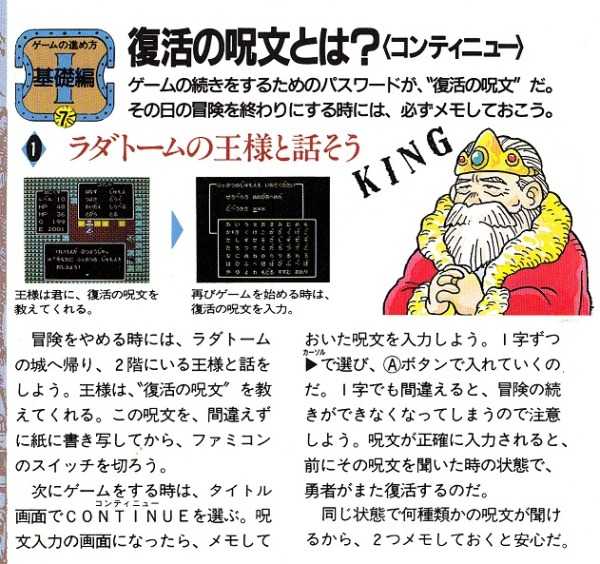 ゲームの進め方
I
基礎編
7
復活の呪文とは?〈コンティニュー〉
ゲームの続きをするためのパスワードが、〝復活の呪文〞だ。
その日の冒険を終わりにする時には、必ずメモしておこう。
1 ラダトームの王様と話そう
KING
王様は君に、復活の呪文を
教えてくれる。
再びゲームを始める時は、
復活の呪文を入力。
冒険をやめる時には、ラダトーム
の城へ帰り、2階にいる王様と話を
しよう。王様は、〝復活の呪文〞を教
えてくれる。この呪文を、間違えず
に紙に書き写してから、ファミコン
のスイッチを切ろう。
次にゲームをする時は、タイトル
コンティニュー
画面でCONTINUEを選ぶ。呪
文入力の画面になったら、メモして
おいた呪文を入力しよう。1字ずつ
カーソル
▶で選び、Ⓐボタンで入れていくの
だ。1字でも間違えると、冒険の続
きができなくなってしまうので注意
しよう。呪文が正確に入力されると、
前にその呪文を聞いた時の状態で、
勇者がまた復活するのだ。
同じ状態で何種類かの呪文が聞け
るから、2つメモしておくと安心だ。